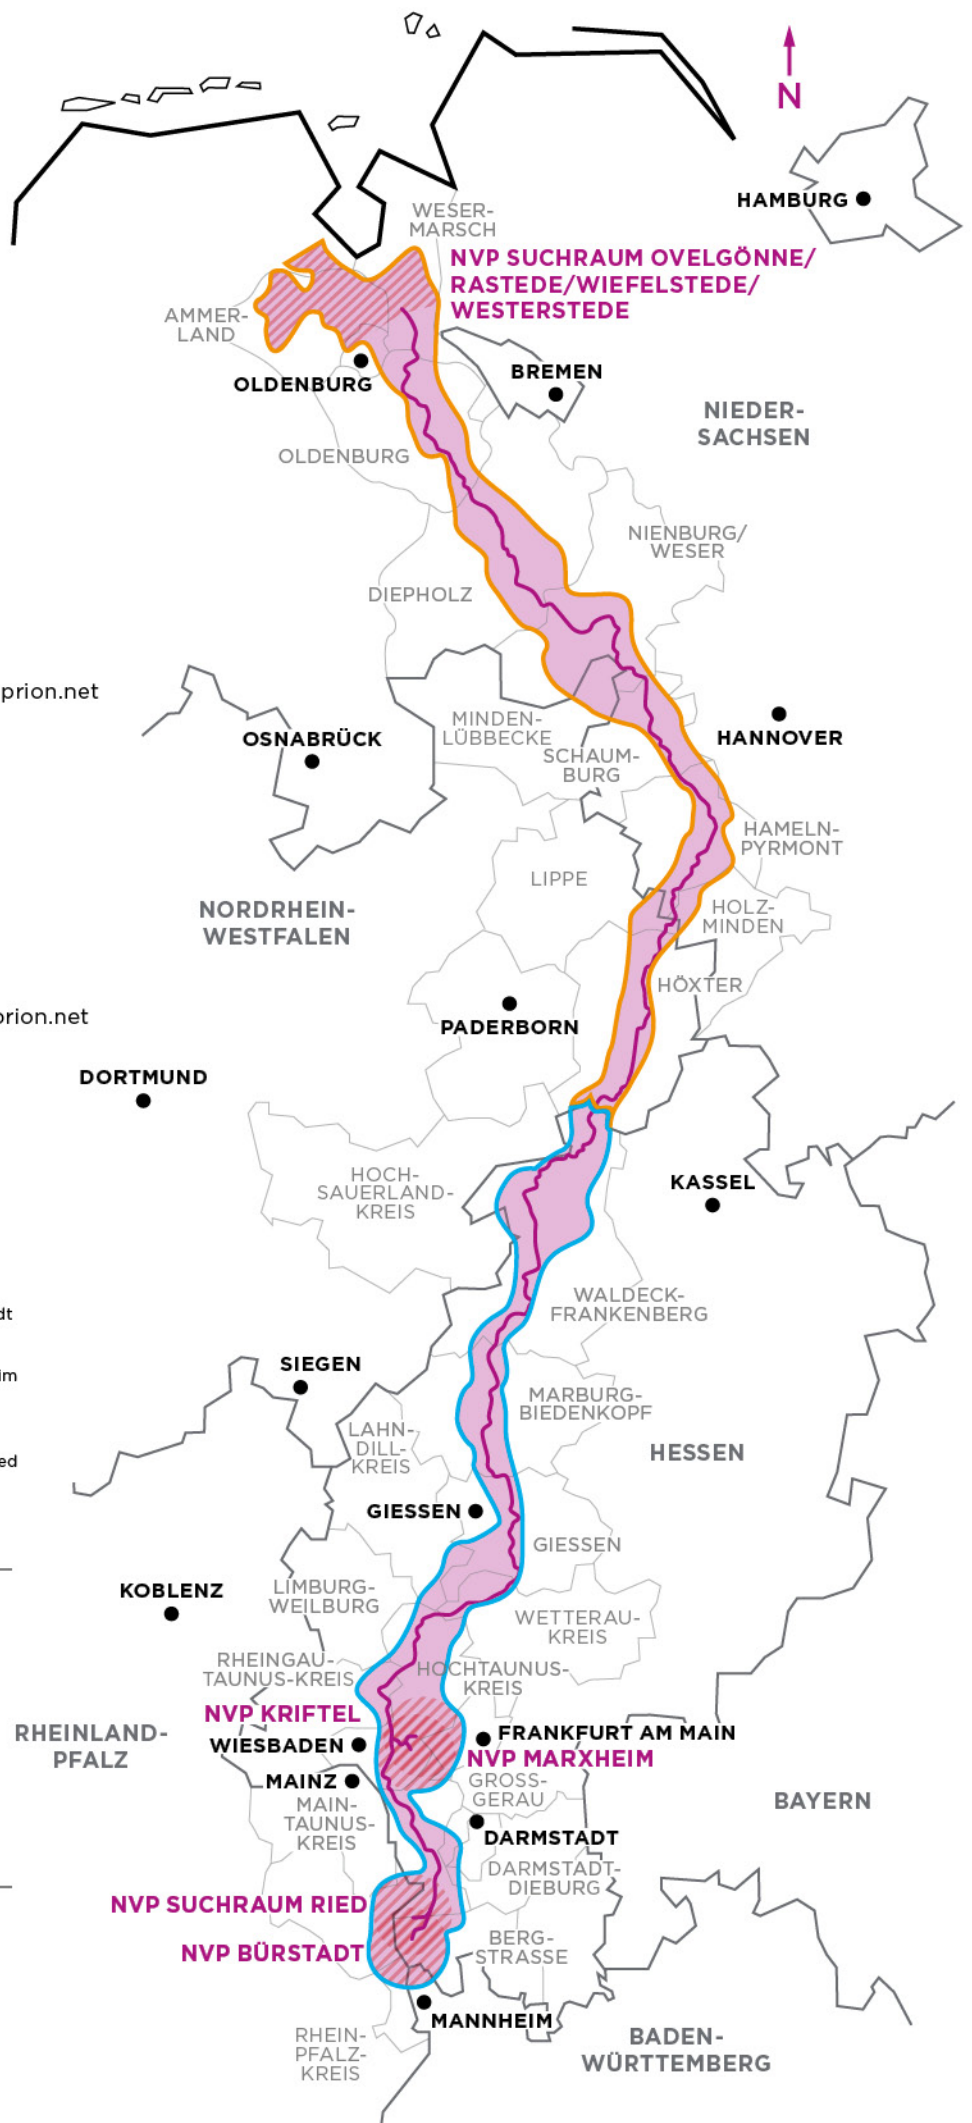 N
HAMBURG
WESER-
MARSCH
NVP SUCHRAUM OVELGÖNNE/
RASTEDE/WIEFELSTEDE/
WESTERSTEDE
AMMER-
LAND
OLDENBURG
BREMEN
NIEDER-
SACHSEN
OLDENBURG
NIENBURG/
WESER
DIEPHOLZ
prion.net
OSNABRÜCK
MINDEN-
LÜBBECKE
HANNOVER
SCHAUM-
BURG
HAMELN-
PYRMONT
LIPPE
NORDRHEIN-
WESTFALEN
HOLZ-
MINDEN
HÖXTER
prion.net
PADERBORN
DORTMUND
HOCH-
SAUERLAND-
KREIS
KASSEL
WALDECK-
FRANKENBERG
dt
SIEGEN
im
MARBURG-
BIEDENKOPF
LAHN-
DILL-
KREIS
HESSEN
ed
GIESSEN
GIESSEN
KOBLENZ
LIMBURG-
WEILBURG
WETTERAU-
KREIS
RHEINGAU-
TAUNUS-KREIS
HOCHTAUNUS-
KREIS
NVP KRIFTEL
RHEINLAND-
PFALZ
WIESBADEN
FRANKFURT AM MAIN
NVP MARXHEIM
MAINZ
GROSS-
GERAU
BAYERN
MAIN-
TAUNUS-
KREIS
DARMSTADT
DARMSTADT-
DIEBURG
NVP SUCHRAUM RIED
NVP BÜRSTADT
BERG-
STRASSE
MANNHEIM
RHEIN-
PFALZ-
KREIS
BADEN-
WÜRTTEMBERG